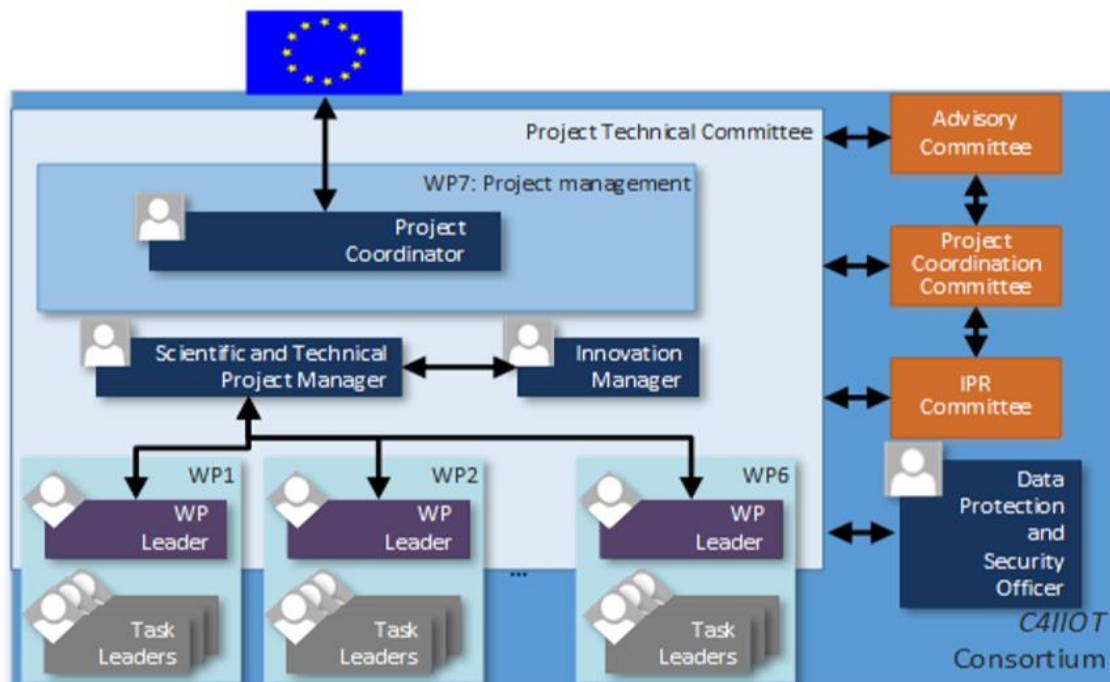 Project Technical Committee
WP7: Project management
Project
Coordinator
Scientific and Technical
Project Manager
Innovation
Manager
WP1
WP
Leader
Task
Leaders
WP2
WP
Leader
Task
Leaders
...
WP6
WP
Leader
Task
Leaders
Advisory
Committee
Project
Coordination
Committee
IPR
Committee
Data
Protection
and
Security
Officer
C4IIOT
Consortium